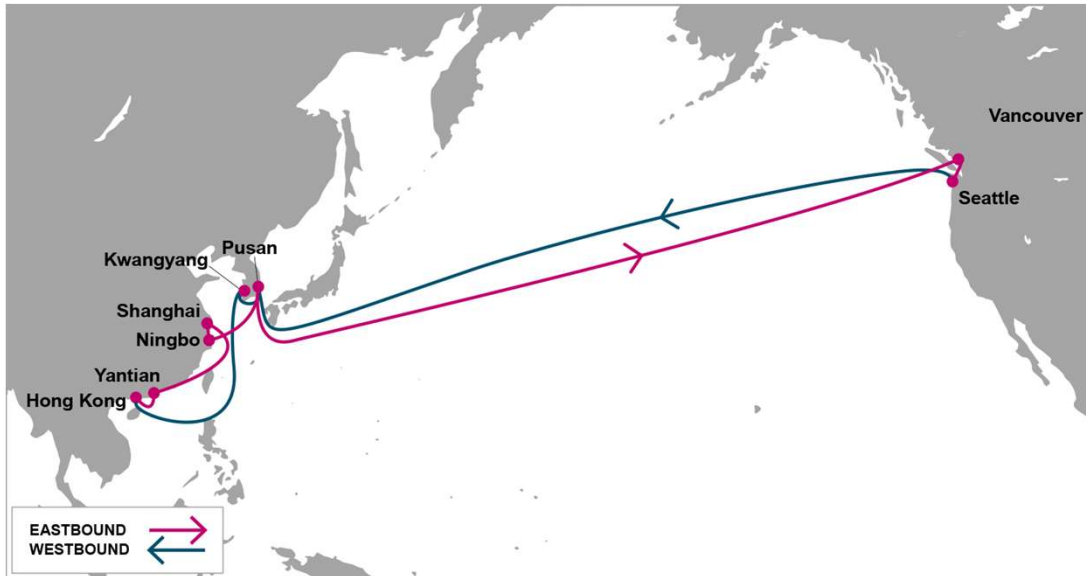 Vancouver
Seattle
Pusan
Kwangyang
Shanghai
Ningbo
Yantian
Hong Kong
EASTBOUND
WESTBOUND